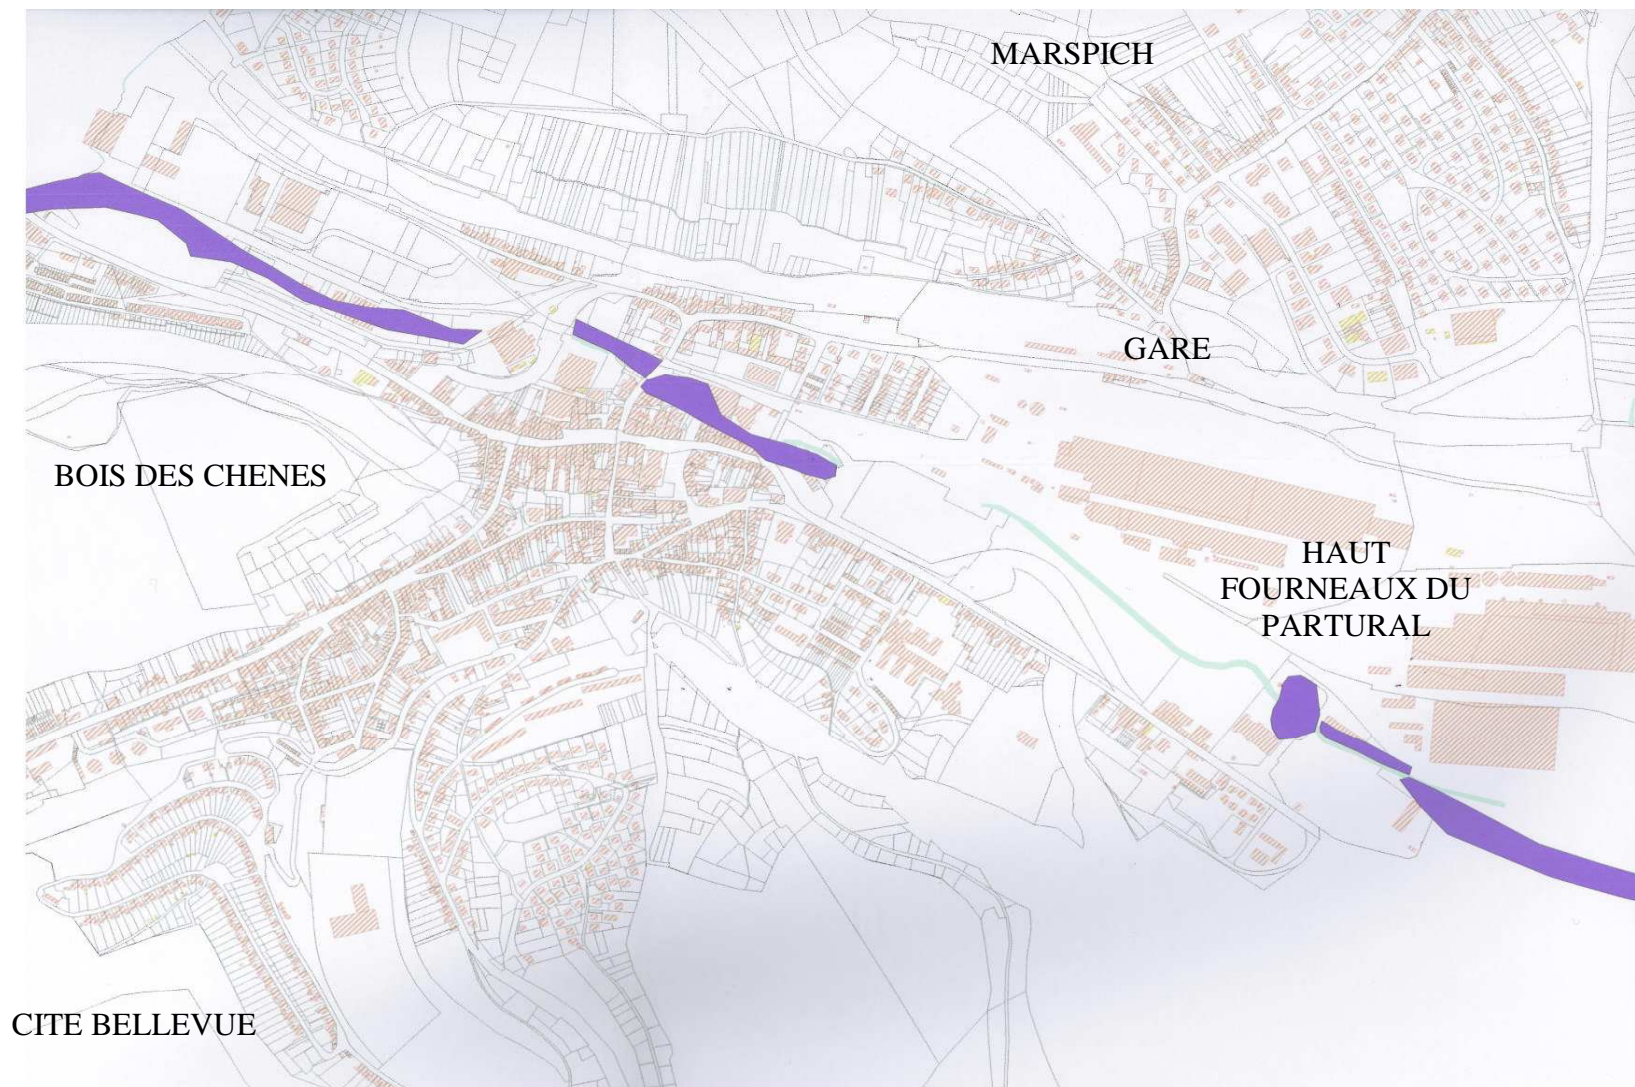 MARSPICH
GARE
BOIS DES CHENES
HAUT
FOURNEAUX DU
PARTURAL
CITE BELLEVUE